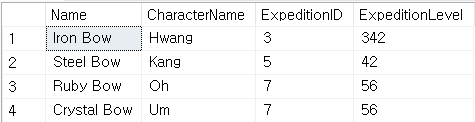 Name CharacterName ExpeditionID ExpeditionLevel
1 Iron Bow Hwang 3 342
2 Steel Bow Kang 5 42
3 Ruby Bow Oh 7 56
4 Crystal Bow Um 7 56